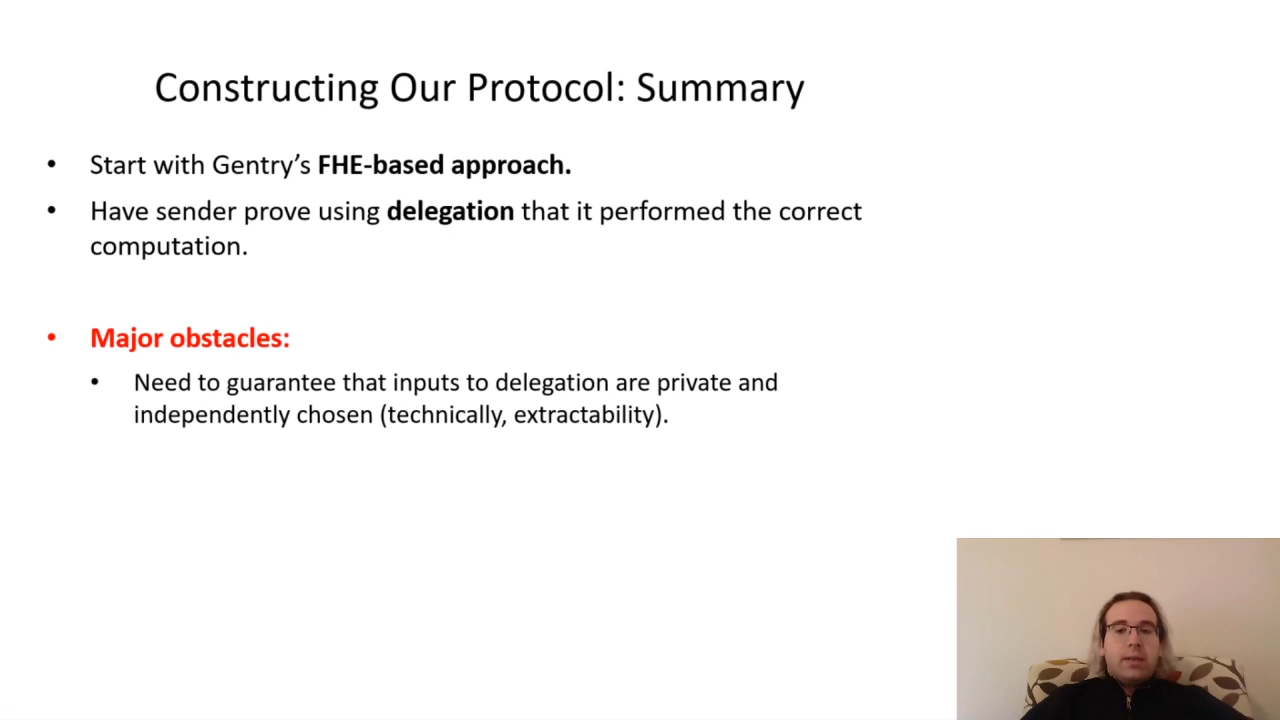 Constructing Our Protocol: Summary
• Start with Gentry’s FHE-based approach.
• Have sender prove using delegation that it performed the correct
computation.
• Major obstacles:
• Need to guarantee that inputs to delegation are private and
independently chosen (technically, extractability).